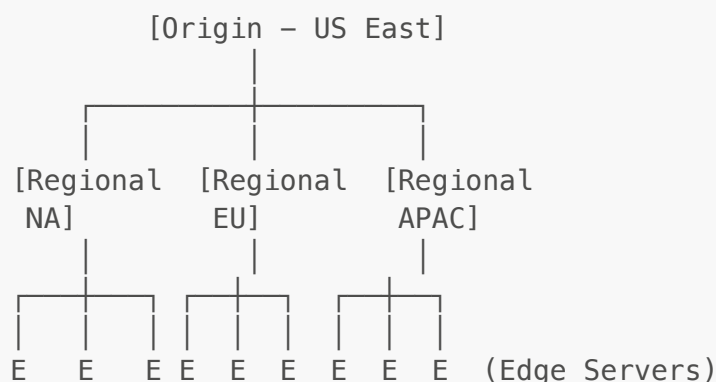 [Origin – US East]
[Regional [Regional [Regional
NA] EU] APAC]
E E E E E E E E E (Edge Servers)